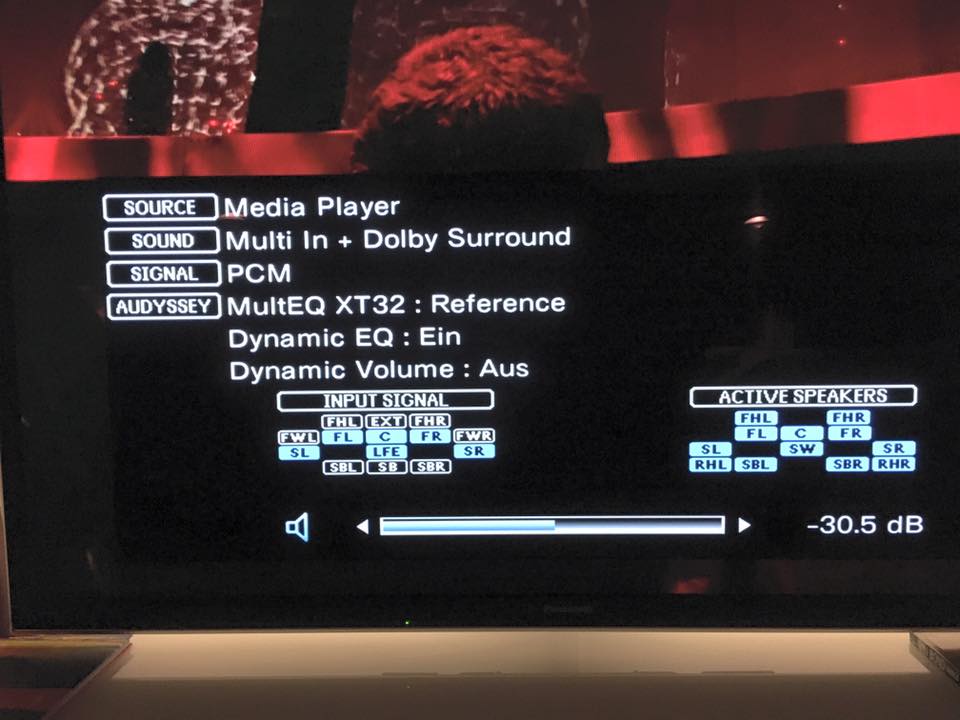 SOURCE Media Player
SOUND Multi In + Dolby Surround
SIGNAL PCM
AUDYSSEY MultEQ XT32 : Reference
Dynamic EQ : Ein
Dynamic Volume : Aus
INPUT SIGNAL
FHL EXT FHR
FWL FL C FR FWR
SL LFE SR
SBL SB SBR
ACTIVE SPEAKERS
FHL FHR
FL C FR
SL SW SR
RHL SBL SBR RHR
-30.5 dB